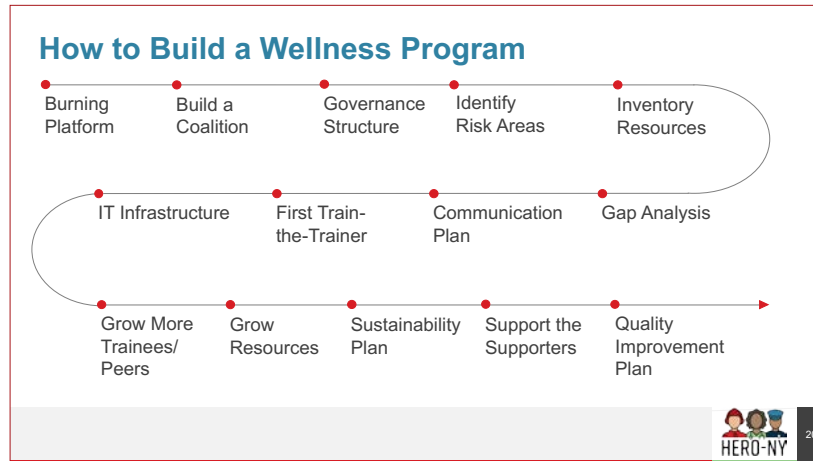 How to Build a Wellness Program
Burning
Platform
Build a
Coalition
Governance
Structure
Identify
Risk Areas
Inventory
Resources
Gap Analysis
Communication
Plan
First Train-
the-Trainer
IT Infrastructure
Grow More
Trainees/
Peers
Grow
Resources
Sustainability
Plan
Support the
Supporters
Quality
Improvement
Plan
HERO-NY